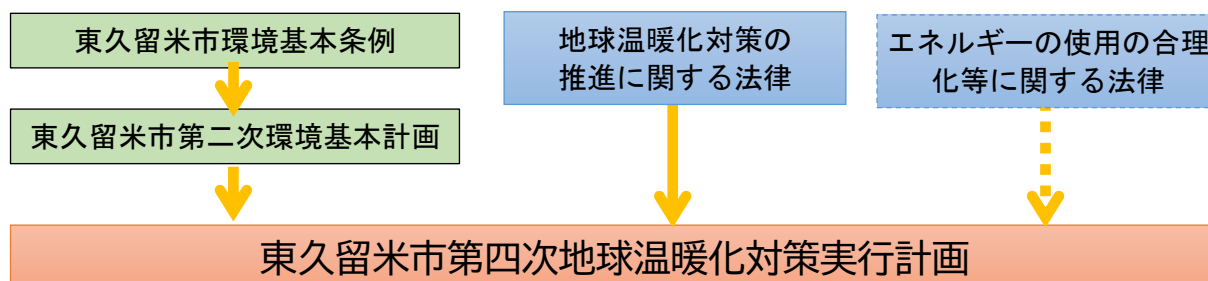 東久留米市環境基本条例
東久留米市第二次環境基本計画
地球温暖化対策の
推進に関する法律
エネルギーの使用の合理
化等に関する法律
東久留米市第四次地球温暖化対策実行計画